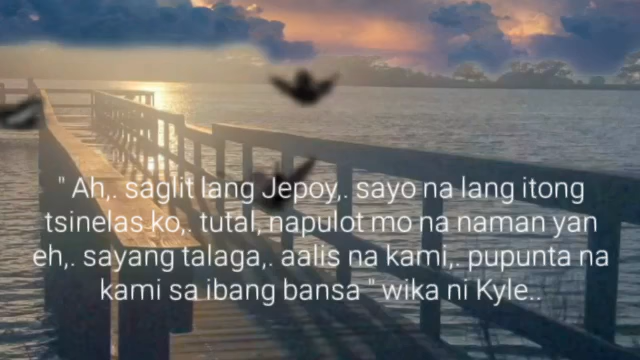 " Ah,. saglit lang Jepoy,. sayo na lang itong
tsinelas ko,. tutal, napulot mo na naman yan
eh,. sayang talaga,. aalis na kami,. pupunta na
kami sa ibang bansa " wika ni Kyle..